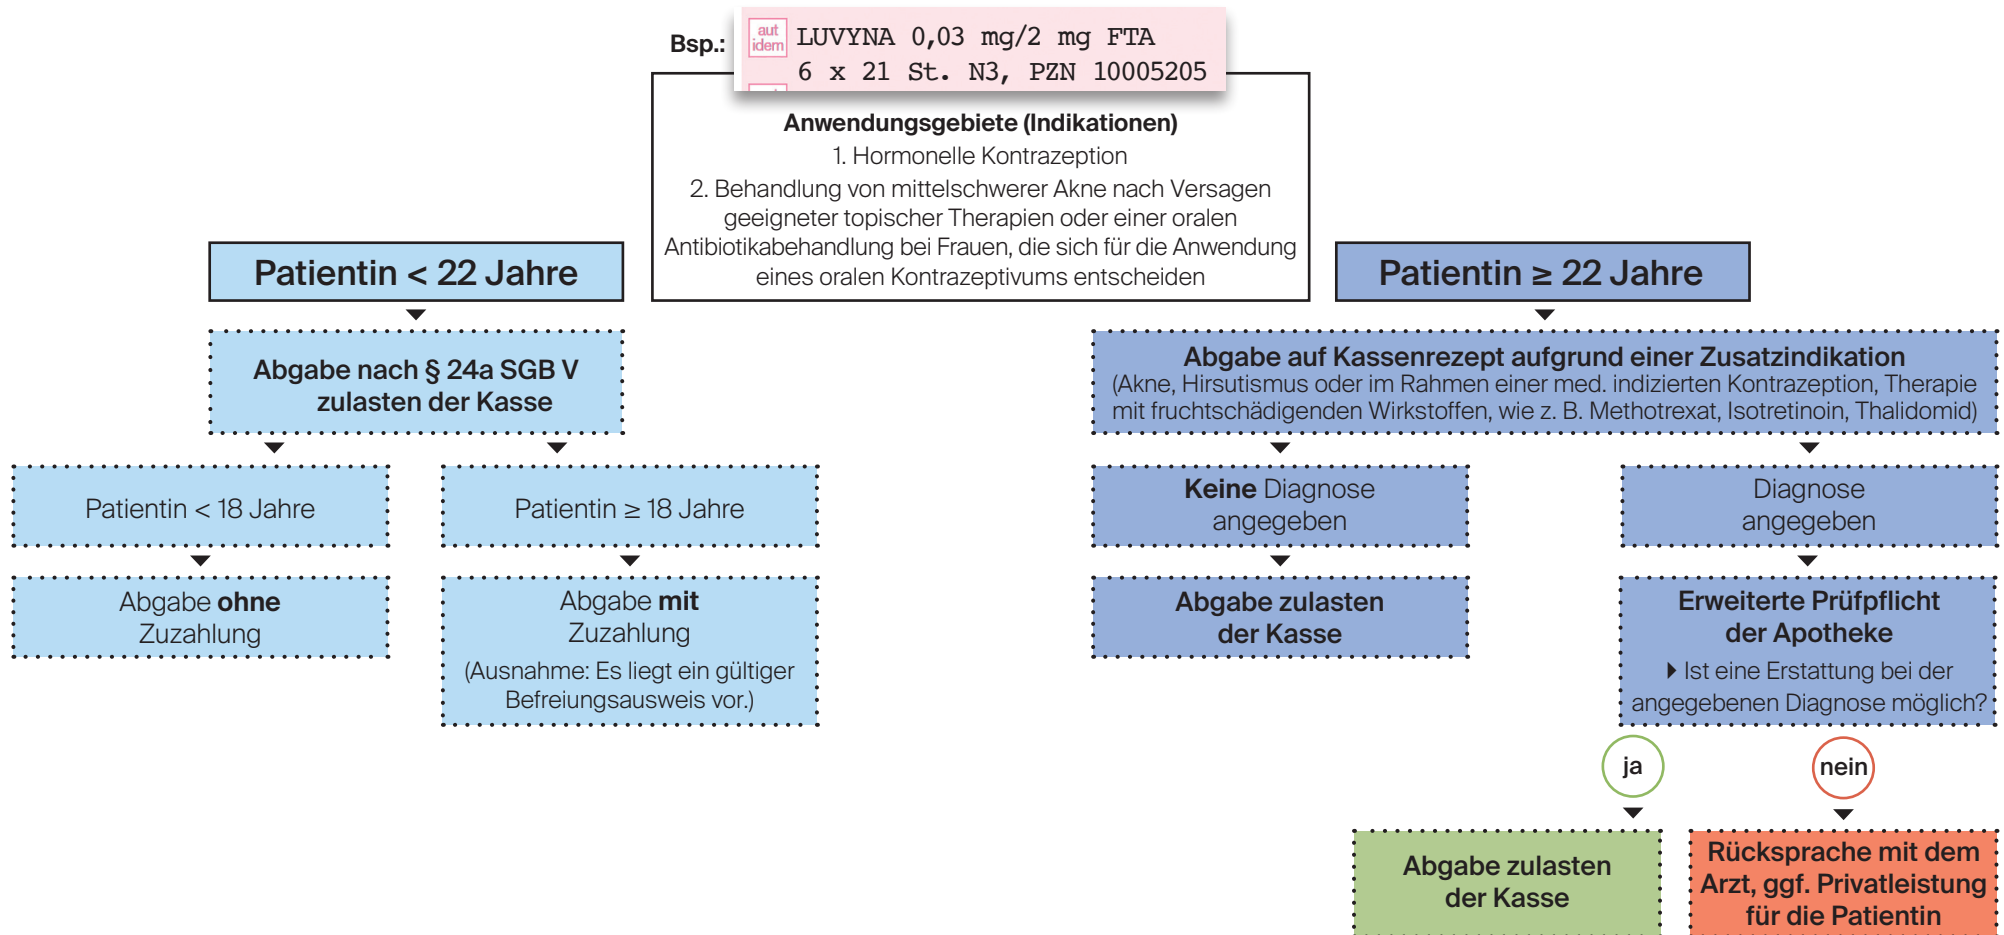 Bsp.:
aut
idem
LUVYNA 0,03 mg/2 mg FTA
6 x 21 St. N3, PZN 10005205
Anwendungsgebiete (Indikationen)
1. Hormonelle Kontrazeption
2. Behandlung von mittelschwerer Akne nach Versagen
geeigneter topischer Therapien oder einer oralen
Antibiotikabehandlung bei Frauen, die sich für die Anwendung
eines oralen Kontrazeptivums entscheiden
Patientin < 22 Jahre
Abgabe nach § 24a SGB V
zulasten der Kasse
Patientin < 18 Jahre
Abgabe ohne
Zuzahlung
Patientin ≥ 18 Jahre
Abgabe mit
Zuzahlung
(Ausnahme: Es liegt ein gültiger
Befreiungsausweis vor.)
Patientin ≥ 22 Jahre
Abgabe auf Kassenrezept aufgrund einer Zusatzindikation
(Akne, Hirsutismus oder im Rahmen einer med. indizierten Kontrazeption, Therapie
mit fruchtschädigenden Wirkstoffen, wie z. B. Methotrexat, Isotretinoin, Thalidomid)
Keine Diagnose
angegeben
Abgabe zulasten
der Kasse
Diagnose
angegeben
Erweiterte Prüfpflicht
der Apotheke
Ist eine Erstattung bei der
angegebenen Diagnose möglich?
ja
nein
Abgabe zulasten
der Kasse
Rücksprache mit dem
Arzt, ggf. Privatleistung
für die Patientin